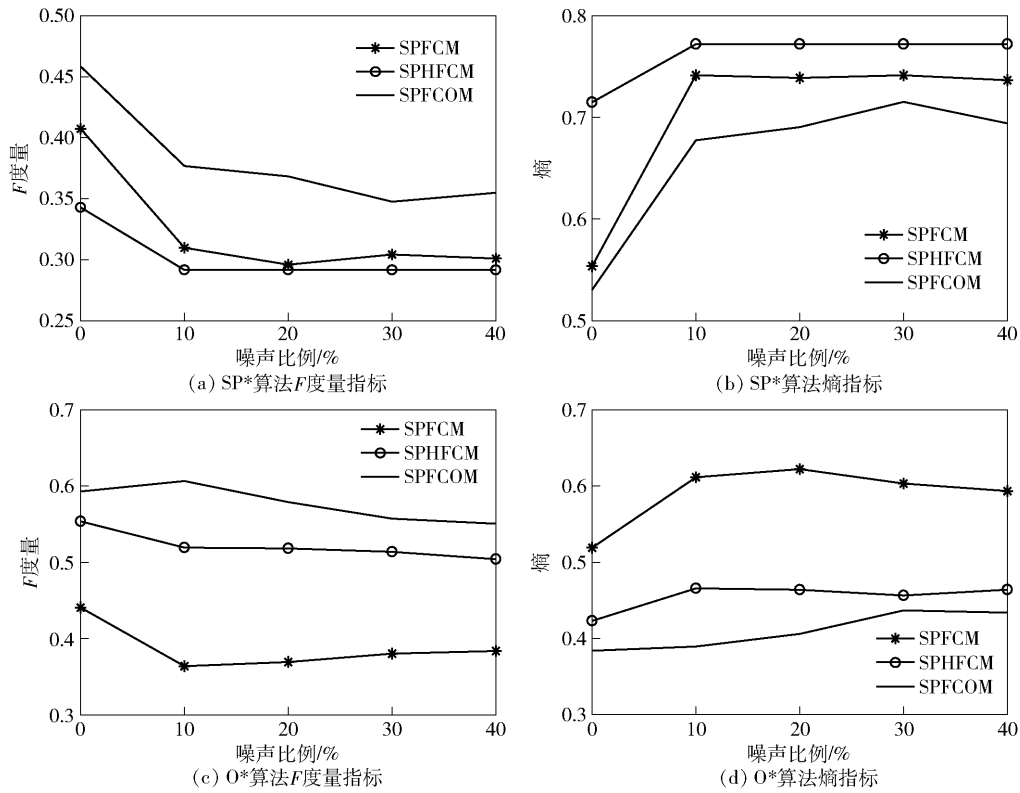 0.50
0.45
0.40
0.35
0.30
0.25
F度量
SPFCM
SPHFCM
SPFCOM
0 10 20 30 40
噪声比例/%
(a) SP*算法F度量指标
0.8
0.7
0.6
0.5
熵
SPFCM
SPHFCM
SPFCOM
0 10 20 30 40
噪声比例/%
(b) SP*算法熵指标
0.7
0.6
0.5
0.4
0.3
F度量
SPFCM
SPHFCM
SPFCOM
0 10 20 30 40
噪声比例/%
(c) O*算法F度量指标
0.7
0.6
0.5
0.4
0.3
熵
SPFCM
SPHFCM
SPFCOM
0 10 20 30 40
噪声比例/%
(d) O*算法熵指标